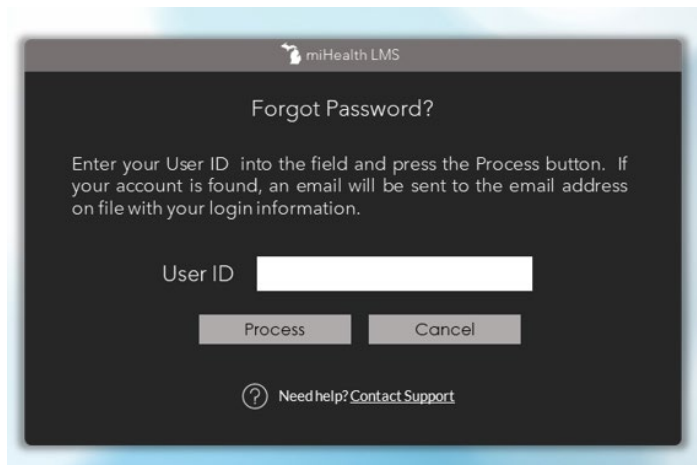 miHealth LMS
Forgot Password?
Enter your User ID into the field and press the Process button. If
your account is found, an email will be sent to the email address
on file with your login information.
User ID
Process Cancel
? Need help? Contact Support